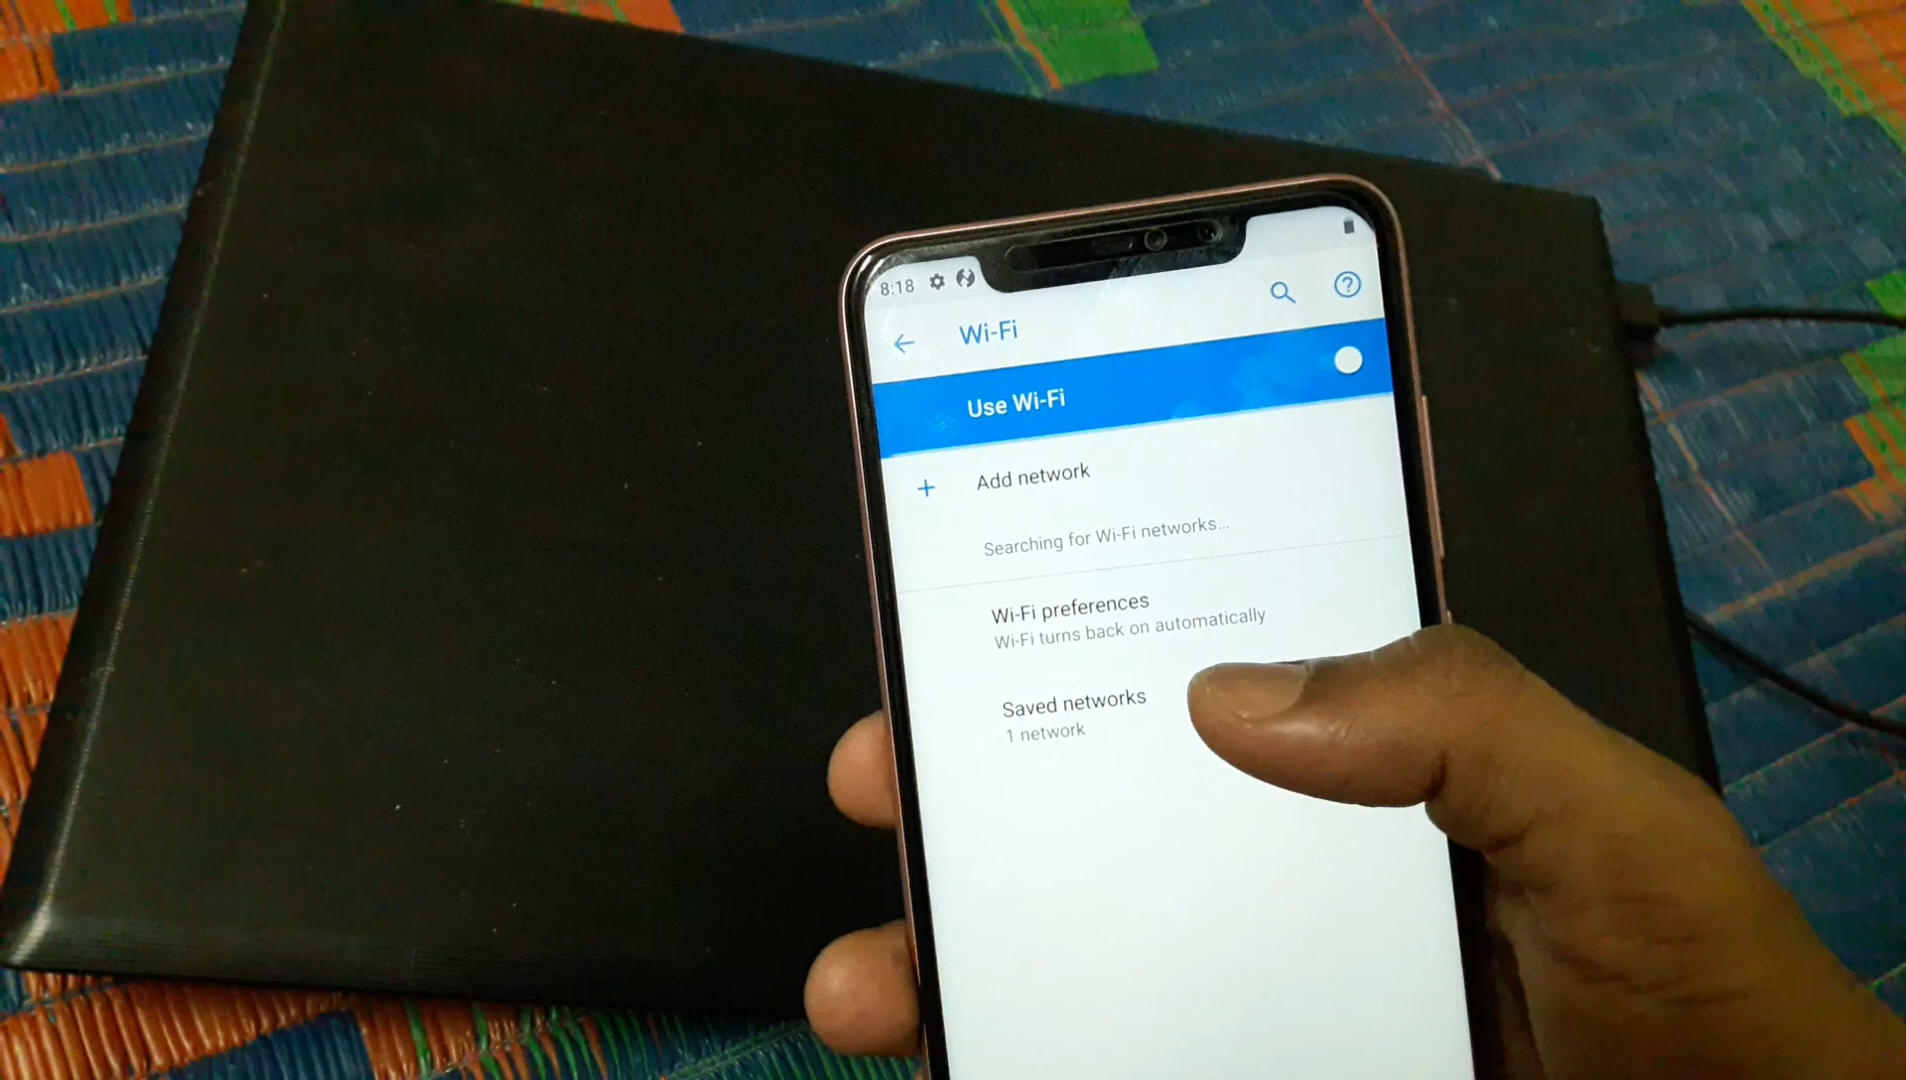 8:18
Wi-Fi
Use Wi-Fi
Add network
Searching for Wi-Fi networks…
Wi-Fi preferences
Wi-Fi turns back on automatically
Saved networks
1 network